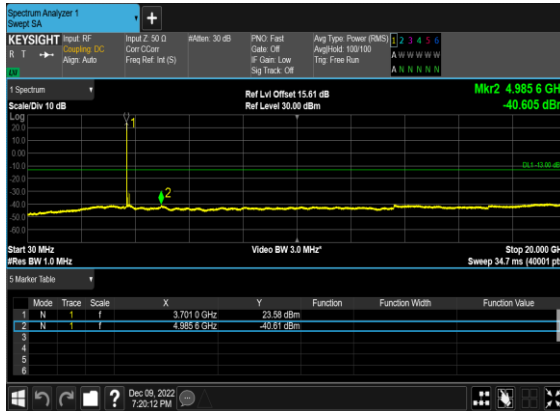 Spectrum Analyzer 1
Swept SA
+
KEYSIGHT Input: RF Input Z: 50 Ω #Atten: 30 dB PNO: Fast Avg Type: Power (RMS) 1 2 3 4 5 6
R T Coupling: DC Corr CCorr Gate: Off Avg|Hold: 100/100 A W W W W W
Align: Auto Freq Ref: Int (S) IF Gain: Low Trig: Free Run
LXI Sig Track: Off A N N N N N
1 Spectrum Ref Lvl Offset 15.61 dB Mkr2 4.985 6 GHz
Scale/Div 10 dB Ref Level 30.00 dBm -40.605 dBm
Log
20.0
10.0
0.00
-10.0
-20.0
-30.0
-40.0
-50.0
-60.0
1
2
DL1 -13.00 dB
Start 30 MHz Video BW 3.0 MHz* Stop 20.000 GH
#Res BW 1.0 MHz Sweep 34.7 ms (40001 pt
5 Marker Table
Mode Trace Scale X Y Function Function Width Function Value
1 N 1 f 3.701 0 GHz 23.58 dBm
2 N 1 f 4.985 6 GHz -40.61 dBm
3
4
5
6
? Dec 09, 2022
7:20:12 PM